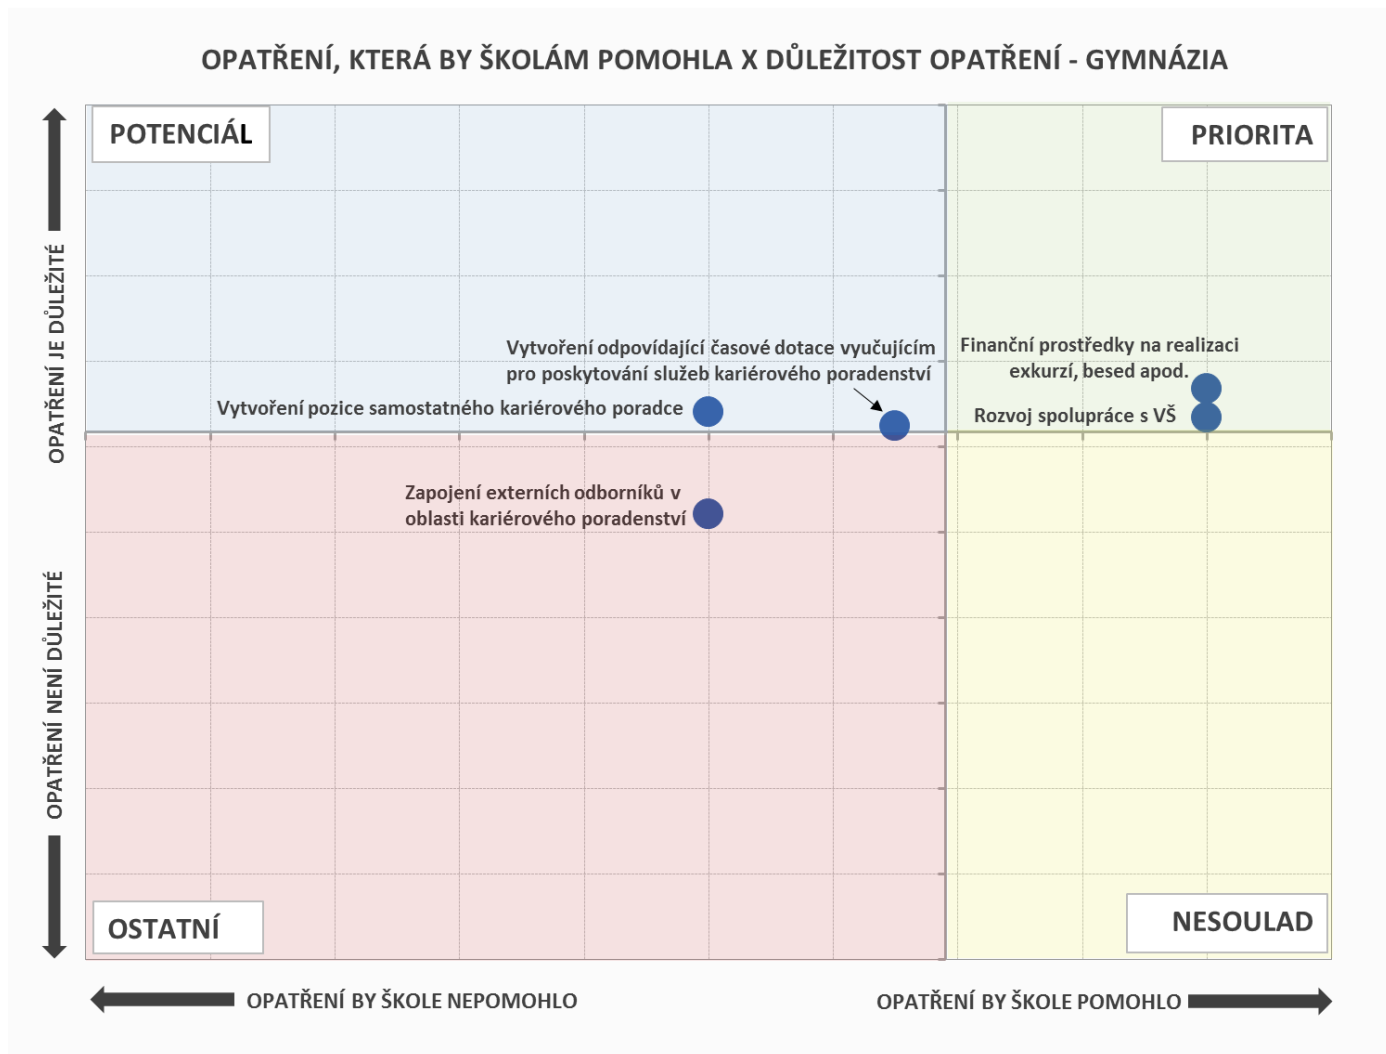 OPATŘENÍ, KTERÁ BY ŠKOLÁM POMOHLA X DŮLEŽITOST OPATŘENÍ - GYMNÁZIA
POTENCIÁL
PRIORITA
OPATŘENÍ JE DŮLEŽITÉ
Vytvoření odpovídající časové dotace vyučujícím
pro poskytování služeb kariérového poradenství
Finanční prostředky na realizaci
exkurzí, besed apod.
Vytvoření pozice samostatného kariérového poradce
Rozvoj spolupráce s VŠ
Zapojení externích odborníků v
oblasti kariérového poradenství
OPATŘENÍ NENÍ DŮLEŽITÉ
OSTATNÍ
NESOULAD
OPATŘENÍ BY ŠKOLE NEPOMOHLO
OPATŘENÍ BY ŠKOLE POMOHLO